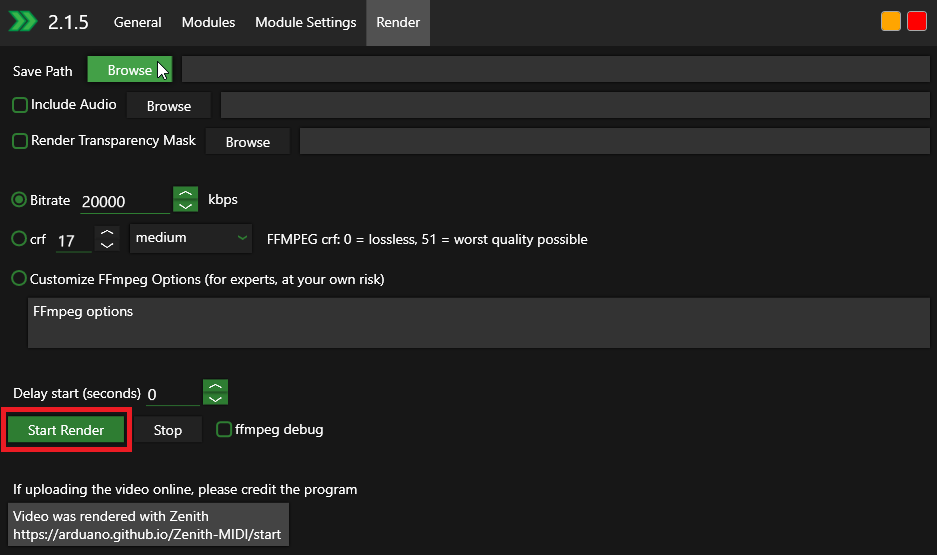 2.1.5 General Modules Module Settings Render
Save Path Browse
Include Audio Browse
Render Transparency Mask Browse
Bitrate 20000 kbps
crf 17 medium FFMPEG crf: 0 = lossless, 51 = worst quality possible
Customize FFmpeg Options (for experts, at your own risk)
FFmpeg options
Delay start (seconds) 0
Start Render Stop ffmpeg debug
If uploading the video online, please credit the program
Video was rendered with Zenith
https://arduano.github.io/Zenith-MIDI/start